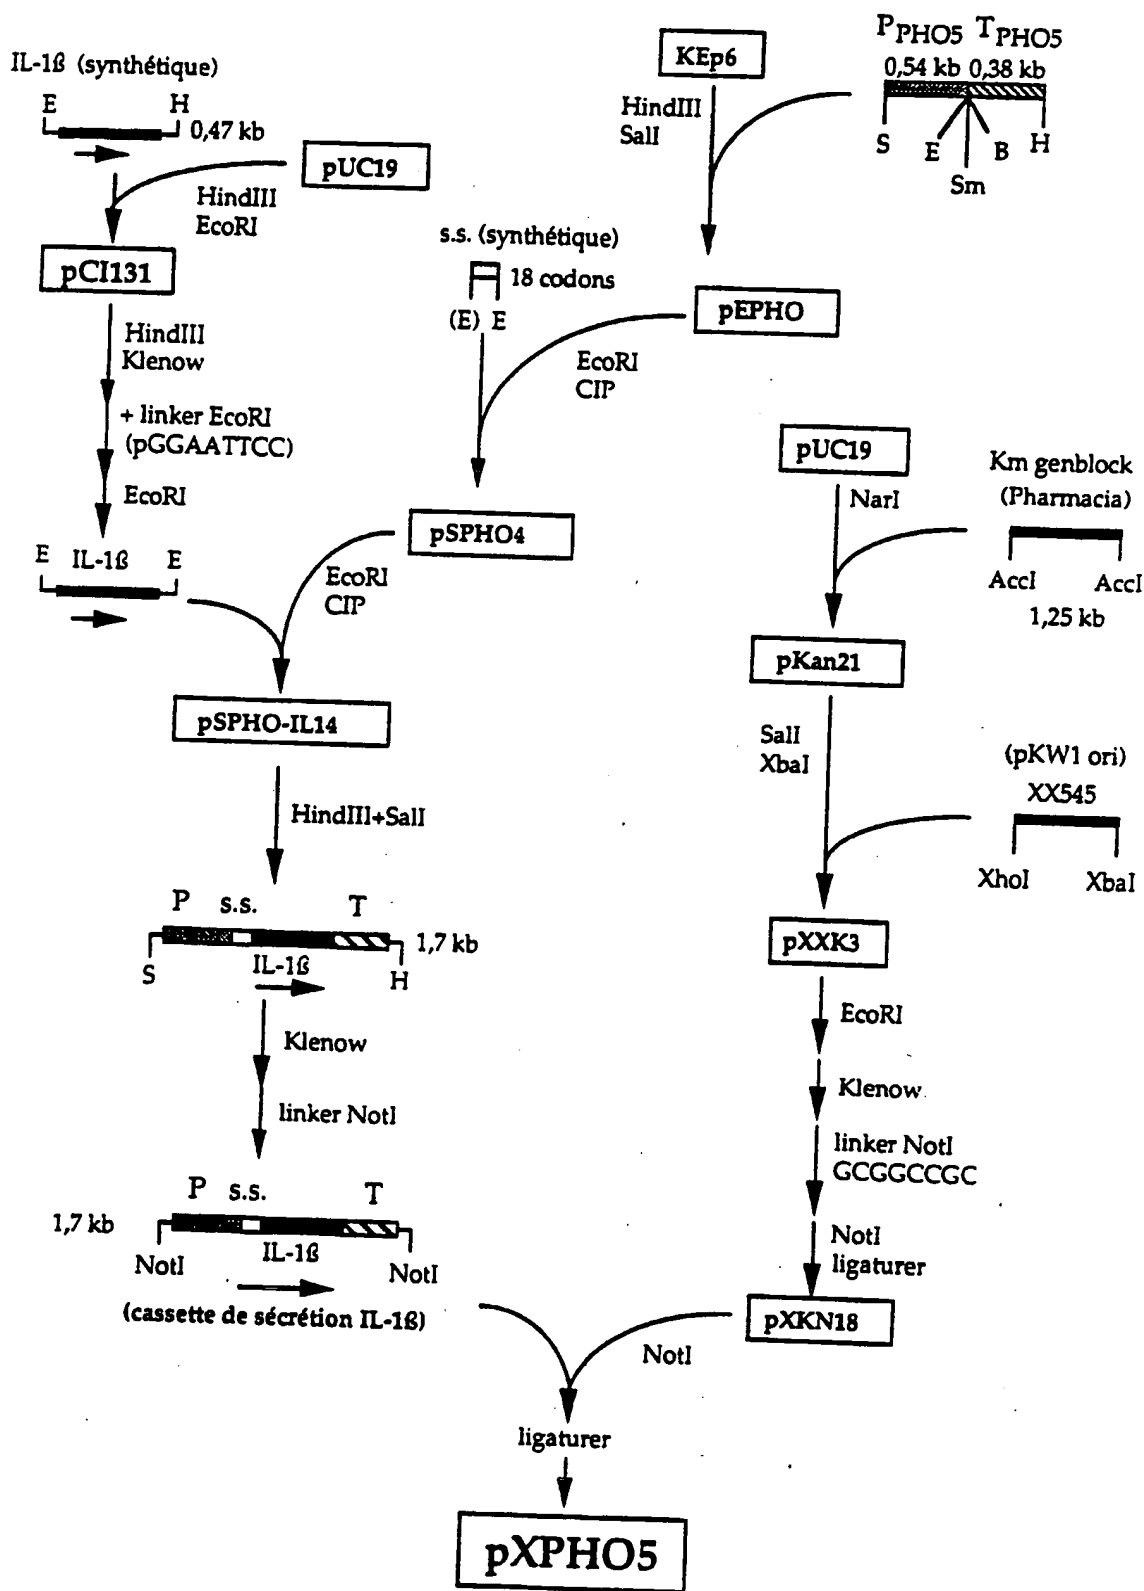 IL-1ß (synthétique)
E H
0,47 kb
pUC19
HindIII
EcoRI
pCI131
HindIII
Klenow
+ linker EcoRI
(pGGAATTCC)
EcoRI
E IL-1ß E
KEp6
HindIII
SalI
PPHO5 TPHO5
0,54 kb 0,38 kb
S E B H
Sm
s.s. (synthétique)
18 codons
(E) E
pEPHO
EcoRI
CIP
pSPHO4
EcoRI
CIP
pSPHO-IL14
HindIII+SalI
P s.s. T
1,7 kb
S IL-1ß H
Klenow
linker NotI
P s.s. T
1,7 kb
NotI IL-1ß NotI
(cassette de sécrétion IL-1ß)
pUC19
NarI
Km genblock
(Pharmacia)
AccI AccI
1,25 kb
pKan21
SalI
XbaI
(pKW1 ori)
XX545
XhoI XbaI
pXXK3
EcoRI
Klenow
linker NotI
GCGGCCGC
NotI
ligaturer
pXKN18
NotI
ligaturer
pXPHO5